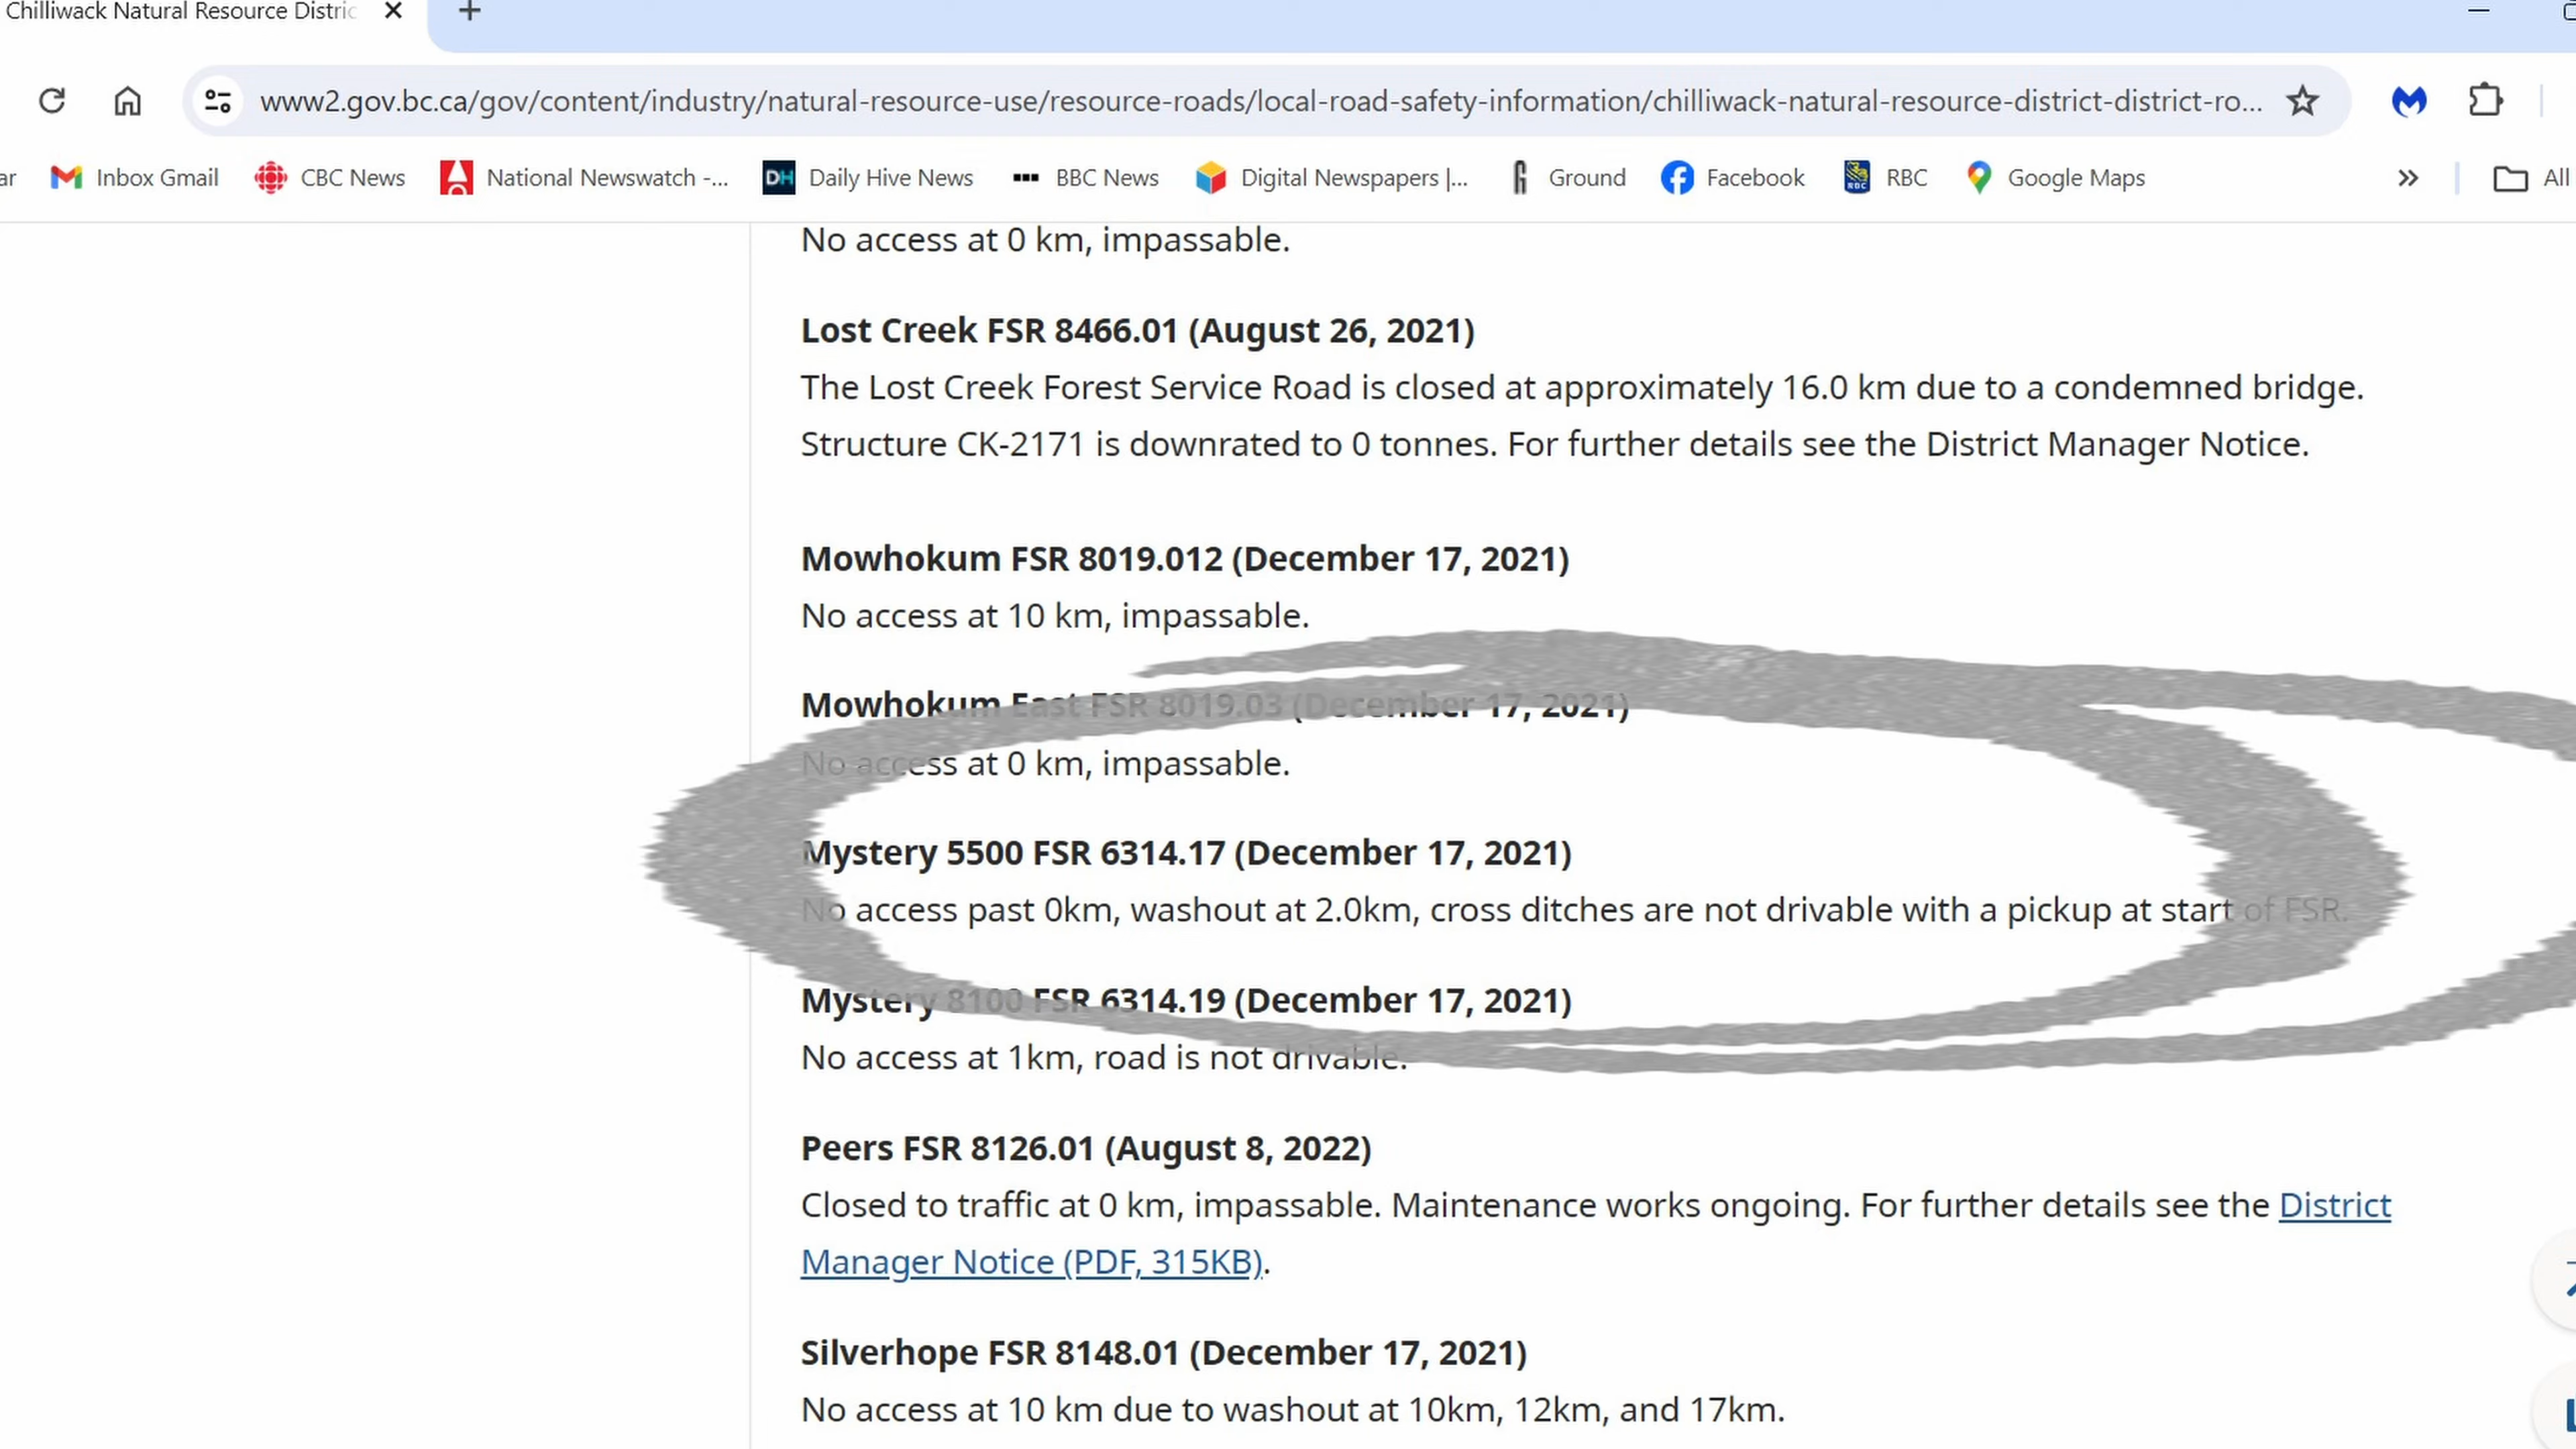 Chilliwack Natural Resource Distric
www2.gov.bc.ca/gov/content/industry/natural-resource-use/resource-roads/local-road-safety-information/chilliwack-natural-resource-district-district-ro...
ar Inbox Gmail CBC News National Newswatch -... DH Daily Hive News BBC News Digital Newspapers |... Ground Facebook RBC RBC Google Maps » All
No access at 0 km, impassable.
Lost Creek FSR 8466.01 (August 26, 2021)
The Lost Creek Forest Service Road is closed at approximately 16.0 km due to a condemned bridge.
Structure CK-2171 is downrated to 0 tonnes. For further details see the District Manager Notice.
Mowhokum FSR 8019.012 (December 17, 2021)
No access at 10 km, impassable.
Mowhokum East FSR 8019.03 (December 17, 2021)
No access at 0 km, impassable.
Mystery 5500 FSR 6314.17 (December 17, 2021)
No access past 0km, washout at 2.0km, cross ditches are not drivable with a pickup at start of FSR.
Mystery 8100 FSR 6314.19 (December 17, 2021)
No access at 1km, road is not drivable.
Peers FSR 8126.01 (August 8, 2022)
Closed to traffic at 0 km, impassable. Maintenance works ongoing. For further details see the District
Manager Notice (PDF, 315KB).
Silverhope FSR 8148.01 (December 17, 2021)
No access at 10 km due to washout at 10km, 12km, and 17km.